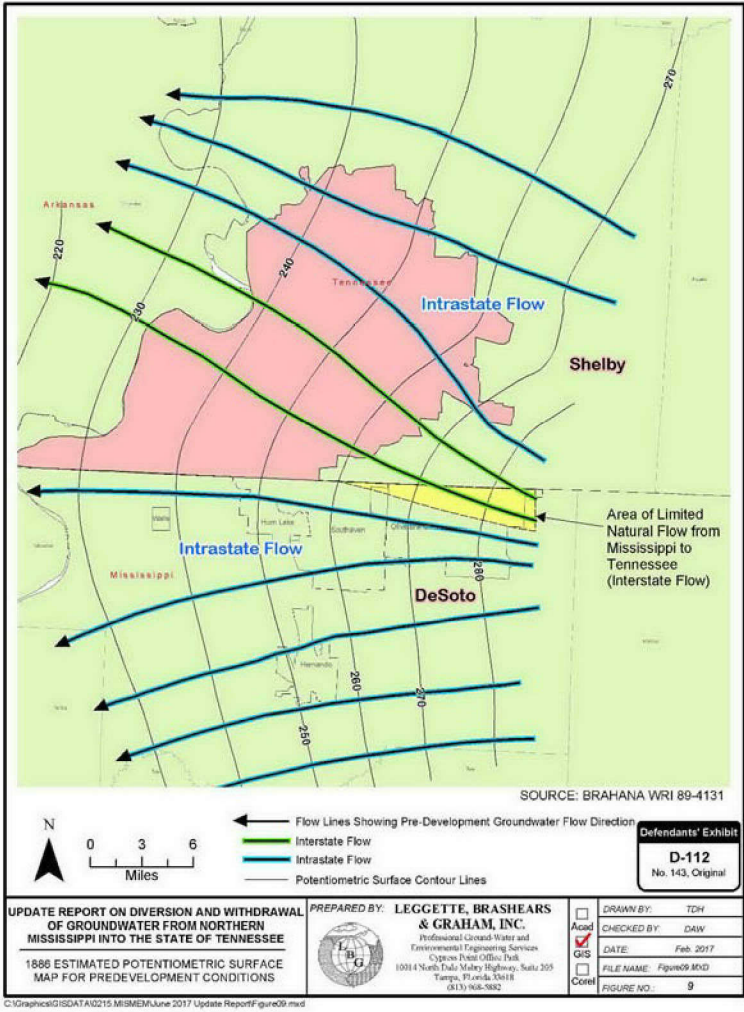 270
Arkansas
220
240
Tennessee
Intrastate Flow
230
Shelby
Area of Limited
Natural Flow from
Mississippi to
Tennessee
(Interstate Flow)
Horn Lake
Southaven
Intrastate Flow
Mississippi
280
DeSoto
Hernando
260
270
250
SOURCE: BRAHANA WRI 89-4131
N
0 3 6
Miles
Flow Lines Showing Pre-Development Groundwater Flow Direction
Interstate Flow
Intrastate Flow
Potentiometric Surface Contour Lines
Defendants' Exhibit
D-112
No. 143, Original
UPDATE REPORT ON DIVERSION AND WITHDRAWAL
OF GROUNDWATER FROM NORTHERN
MISSISSIPPI INTO THE STATE OF TENNESSEE
1886 ESTIMATED POTENTIOMETRIC SURFACE
MAP FOR PREDEVELOPMENT CONDITIONS
PREPARED BY:
LEGGETTE, BRASHEARS
& GRAHAM, INC.
Professional Ground-Water and
Environmental Engineering Services
Cypress Point Office Park
10014 North Dale Mabry Highway, Suite 205
Tampa, Florida 33618
(813) 968-5882
LBG
Acad
GIS
Corel
DRAWN BY: TDH
CHECKED BY: DAW
DATE: Feb. 2017
FILE NAME: Figure09.MXD
FIGURE NO.: 9
C:\Graphics\GISDATA\0215.MISMEM\June 2017 Update Report\Figure09.mxd